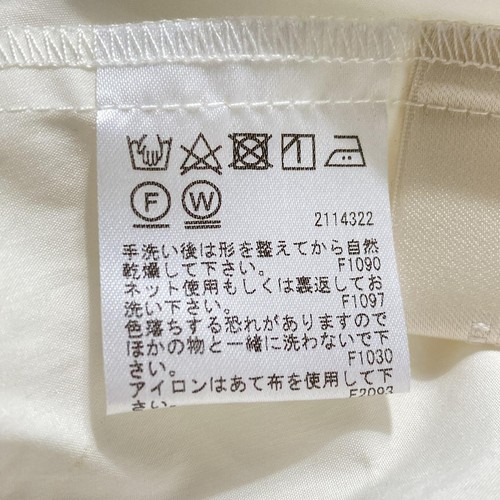 F W
2114322
手洗い後は形を整えてから自然
乾燥して下さい。 F1090
ネット使用もしくは裏返してお
洗い下さい。 F1097
色落ちする恐れがありますので
ほかの物と一緒に洗わないで下
さい。 F1030
アイロンはあて布を使用して下
さい。 F2093